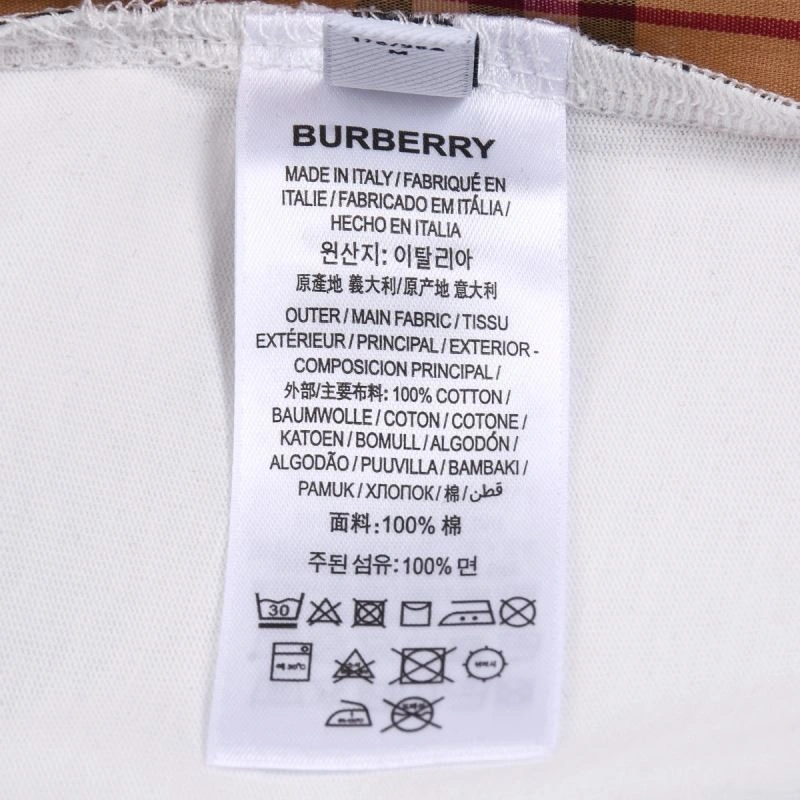 M
BURBERRY
MADE IN ITALY / FABRIQUÉ EN
ITALIE / FABRICADO EM ITÁLIA /
HECHO EN ITALIA
원산지: 이탈리아
原產地 義大利/原产地 意大利
OUTER / MAIN FABRIC / TISSU
EXTÉRIEUR / PRINCIPAL / EXTERIOR -
COMPOSICION PRINCIPAL /
外部/主要布料: 100% COTTON /
BAUMWOLLE / COTON / COTONE /
KATOEN / BOMULL / ALGODÓN /
ALGODÃO / PUUVILLA / BAMBAKI /
PAMUK / ХЛОПОК / 棉 / قطن
面料:100% 棉
주된 섬유: 100% 면
30